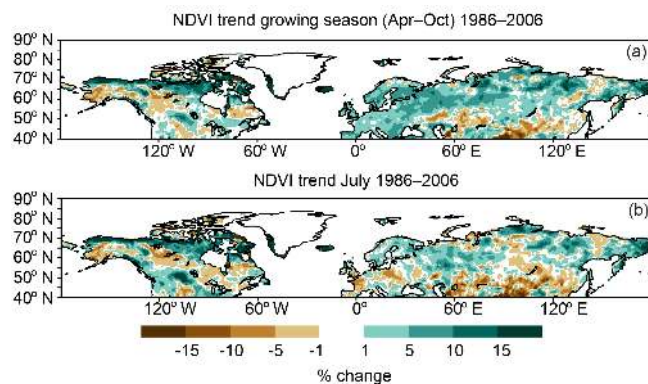 NDVI trend growing season (Apr–Oct) 1986–2006
90° N
80° N
70° N
60° N
50° N
40° N
(a)
120° W 60° W 0° 60° E 120° E
NDVI trend July 1986–2006
90° N
80° N
70° N
60° N
50° N
40° N
(b)
120° W 60° W 0° 60° E 120° E
-15 -10 -5 -1 1 5 10 15
% change